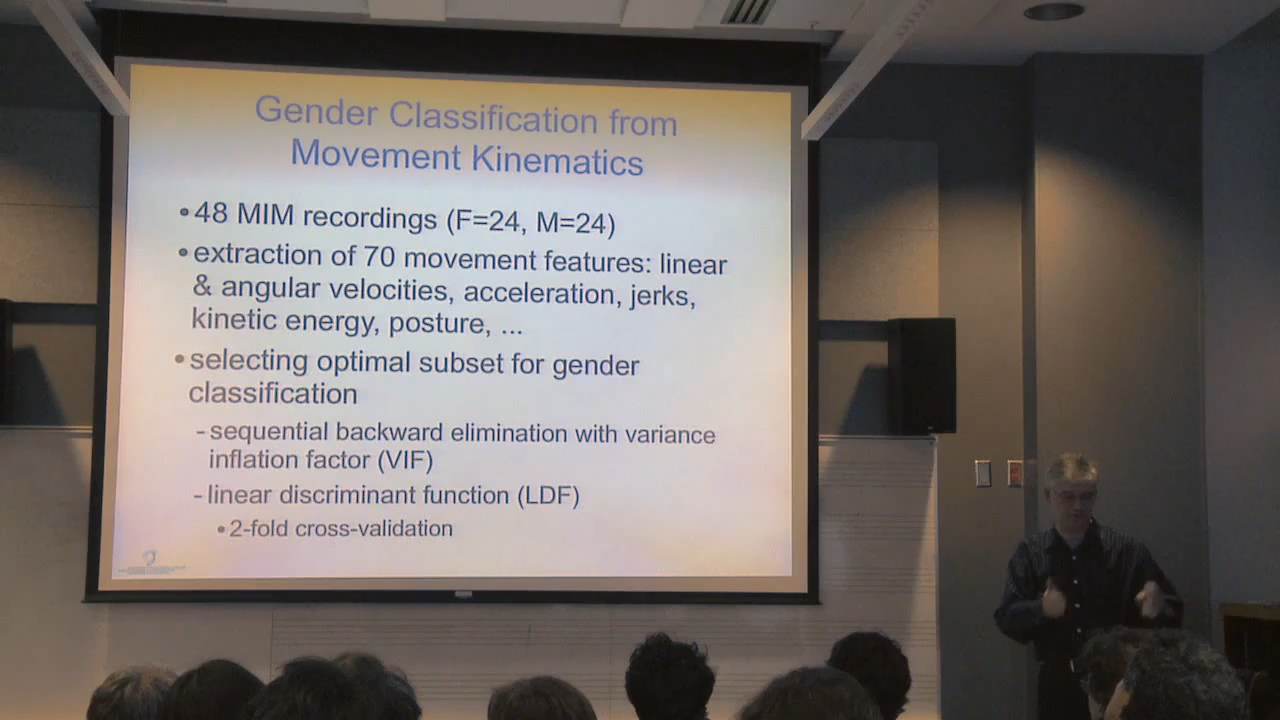 Gender Classification from
Movement Kinematics
•48 MIM recordings (F=24, M=24)
•extraction of 70 movement features: linear
& angular velocities, acceleration, jerks,
kinetic energy, posture, ...
•selecting optimal subset for gender
classification
-sequential backward elimination with variance
inflation factor (VIF)
-linear discriminant function (LDF)
•2-fold cross-validation